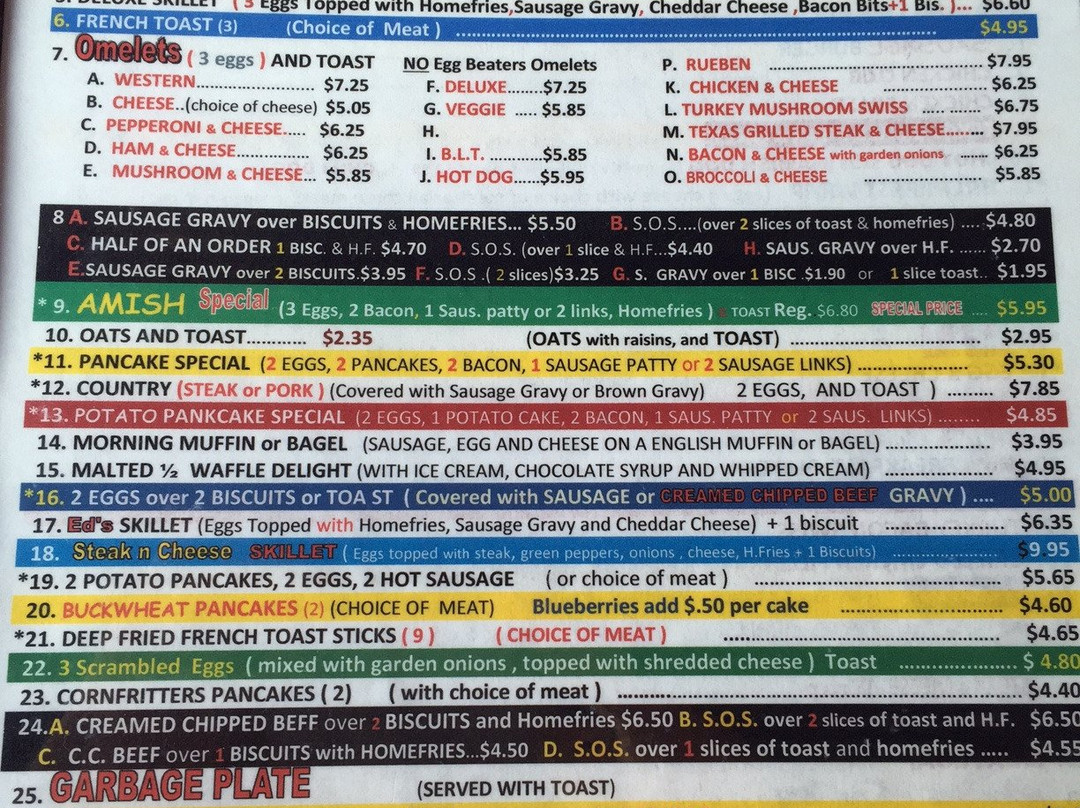 5. DELUXE SKILLET ( 3 Eggs Topped with Homefries,Sausage Gravy, Cheddar Cheese ,Bacon Bits+1 Bis. )... $6.60
6. FRENCH TOAST (3) (Choice of Meat ) ........ $4.95
7. Omelets ( 3 eggs ) AND TOAST NO Egg Beaters Omelets
A. WESTERN............................. $7.25
B. CHEESE..(choice of cheese) $5.05
C. PEPPERONI & CHEESE..... $6.25
D. HAM & CHEESE................ $6.25
E. MUSHROOM & CHEESE... $5.85
F. DELUXE.......$7.25
G. VEGGIE ..... $5.85
H.
I. B.L.T. ............$5.85
J. HOT DOG......$5.95
P. RUEBEN ........ $7.95
K. CHICKEN & CHEESE ........ $6.25
L. TURKEY MUSHROOM SWISS ..... $6.75
M. TEXAS GRILLED STEAK & CHEESE........ $7.95
N. BACON & CHEESE with garden onions ....... $6.25
O. BROCCOLI & CHEESE ........ $5.85
8 A. SAUSAGE GRAVY over BISCUITS & HOMEFRIES... $5.50 B. S.O.S....(over 2 slices of toast & homefries) .... $4.80
C. HALF OF AN ORDER 1 BISC. & H.F. $4.70 D. S.O.S. (over 1 slice & H.F...$4.40 H. SAUS. GRAVY over H.F. ...... $2.70
E.SAUSAGE GRAVY over 2 BISCUITS.$3.95 F. S.O.S .( 2 slices)$3.25 G. S. GRAVY over 1 BISC .$1.90 or 1 slice toast.. $1.95
* 9. AMISH Special (3 Eggs, 2 Bacon, 1 Saus. patty or 2 links, Homefries ) & TOAST Reg. $6.80 SPECIAL PRICE .... $5.95
10. OATS AND TOAST............ $2.35 (OATS with raisins, and TOAST) ........ $2.95
*11. PANCAKE SPECIAL (2 EGGS, 2 PANCAKES, 2 BACON, 1 SAUSAGE PATTY or 2 SAUSAGE LINKS) ........ $5.30
*12. COUNTRY (STEAK or PORK ) (Covered with Sausage Gravy or Brown Gravy) 2 EGGS, AND TOAST ) ......... $7.85
*13. POTATO PANKCAKE SPECIAL (2 EGGS, 1 POTATO CAKE, 2 BACON, 1 SAUS. PATTY or 2 SAUS. LINKS) ........ $4.85
14. MORNING MUFFIN or BAGEL (SAUSAGE, EGG AND CHEESE ON A ENGLISH MUFFIN or BAGEL) ........ $3.95
15. MALTED ½ WAFFLE DELIGHT (WITH ICE CREAM, CHOCOLATE SYRUP AND WHIPPED CREAM) ........ $4.95
*16. 2 EGGS over 2 BISCUITS or TOA ST ( Covered with SAUSAGE or CREAMED CHIPPED BEEF GRAVY ) .... $5.00
17. Ed's SKILLET (Eggs Topped with Homefries, Sausage Gravy and Cheddar Cheese) + 1 biscuit ........ $6.35
18. Steak n Cheese SKILLET ( Eggs topped with steak, green peppers, onions , cheese, H.Fries + 1 Biscuits) ........ $9.95
*19. 2 POTATO PANCAKES, 2 EGGS, 2 HOT SAUSAGE ( or choice of meat ) ........ $5.65
20. BUCKWHEAT PANCAKES (2) (CHOICE OF MEAT) Blueberries add $.50 per cake ........ $4.60
*21. DEEP FRIED FRENCH TOAST STICKS ( 9 ) ( CHOICE OF MEAT ) ........ $4.65
22. 3 Scrambled Eggs ( mixed with garden onions , topped with shredded cheese ) Toast ........ $ 4.80
23. CORNFRITTERS PANCAKES ( 2) ( with choice of meat ) ........ $4.40
24.A. CREAMED CHIPPED BEFF over 2 BISCUITS and Homefries $6.50 B. S.O.S. over 2 slices of toast and H.F. $6.50
C. C.C. BEEF over 1 BISCUITS with HOMEFRIES...$4.50 D. S.O.S. over 1 slices of toast and homefries ..... $4.55
25. GARBAGE PLATE (SERVED WITH TOAST)